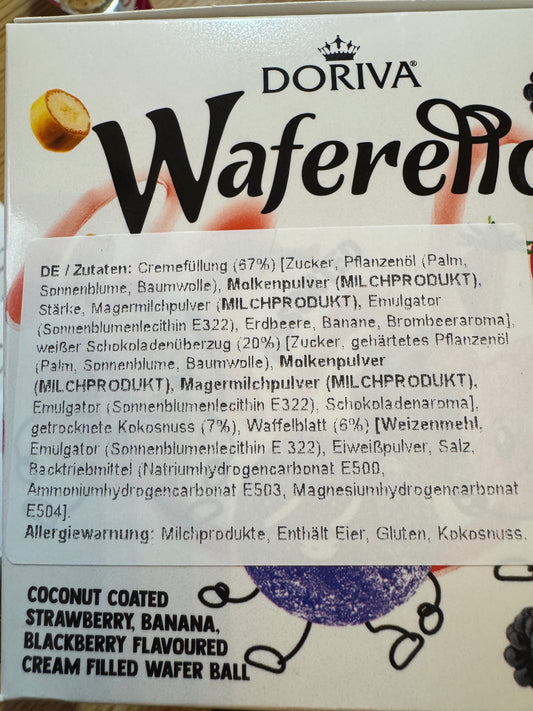 DORIVA®
Waferello
DE / Zutaten: Cremefüllung (67%) [Zucker, Pflanzenöl (Palm,
Sonnenblume, Baumwolle), Molkenpulver (MILCHPRODUKT),
Stärke, Magermilchpulver (MILCHPRODUKT), Emulgator
(Sonnenblumenlecithin E322), Erdbeere, Banane, Brombeeraroma],
weißer Schokoladenüberzug (20%) [Zucker, gehärtetes Pflanzenöl
(Palm, Sonnenblume, Baumwolle), Molkenpulver
(MILCHPRODUKT), Magermilchpulver (MILCHPRODUKT),
Emulgator (Sonnenblumenlecithin E322), Schokoladenaroma],
getrocknete Kokosnuss (7%), Waffelblatt (6%) [Weizenmehl,
Emulgator (Sonnenblumenlecithin E 322), Eiweißpulver, Salz,
Backtriebmittel (Natriumhydrogencarbonat E500,
Ammoniumhydrogencarbonat E503, Magnesiumhydrogencarbonat
E504].
Allergiewarnung: Milchprodukte, Enthält Eier, Gluten, Kokosnuss.
COCONUT COATED
STRAWBERRY, BANANA,
BLACKBERRY FLAVOURED
CREAM FILLED WAFER BALL